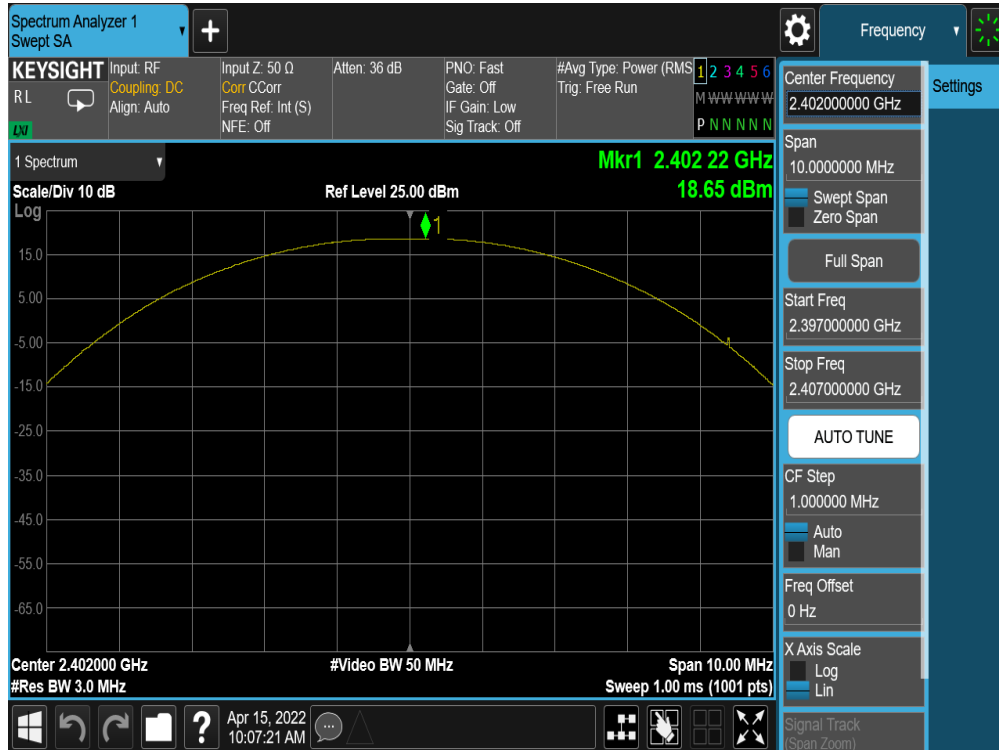 Spectrum Analyzer 1
Swept SA
Frequency
KEYSIGHT
RL
LXI
Input: RF
Coupling: DC
Align: Auto
Input Z: 50 Ω
Corr CCorr
Freq Ref: Int (S)
NFE: Off
Atten: 36 dB
PNO: Fast
Gate: Off
IF Gain: Low
Sig Track: Off
#Avg Type: Power (RMS
Trig: Free Run
1 2 3 4 5 6
M W W W W W
P N N N N N
1 Spectrum
Scale/Div 10 dB
Log
Ref Level 25.00 dBm
Mkr1 2.402 22 GHz
18.65 dBm
1
15.0
5.00
-5.00
-15.0
-25.0
-35.0
-45.0
-55.0
-65.0
Center 2.402000 GHz
#Res BW 3.0 MHz
#Video BW 50 MHz
Span 10.00 MHz
Sweep 1.00 ms (1001 pts)
Center Frequency
2.402000000 GHz
Settings
Span
10.0000000 MHz
Swept Span
Zero Span
Full Span
Start Freq
2.397000000 GHz
Stop Freq
2.407000000 GHz
AUTO TUNE
CF Step
1.000000 MHz
Auto
Man
Freq Offset
0 Hz
X Axis Scale
Log
Lin
Signal Track
(Span Zoom)
?
Apr 15, 2022
10:07:21 AM